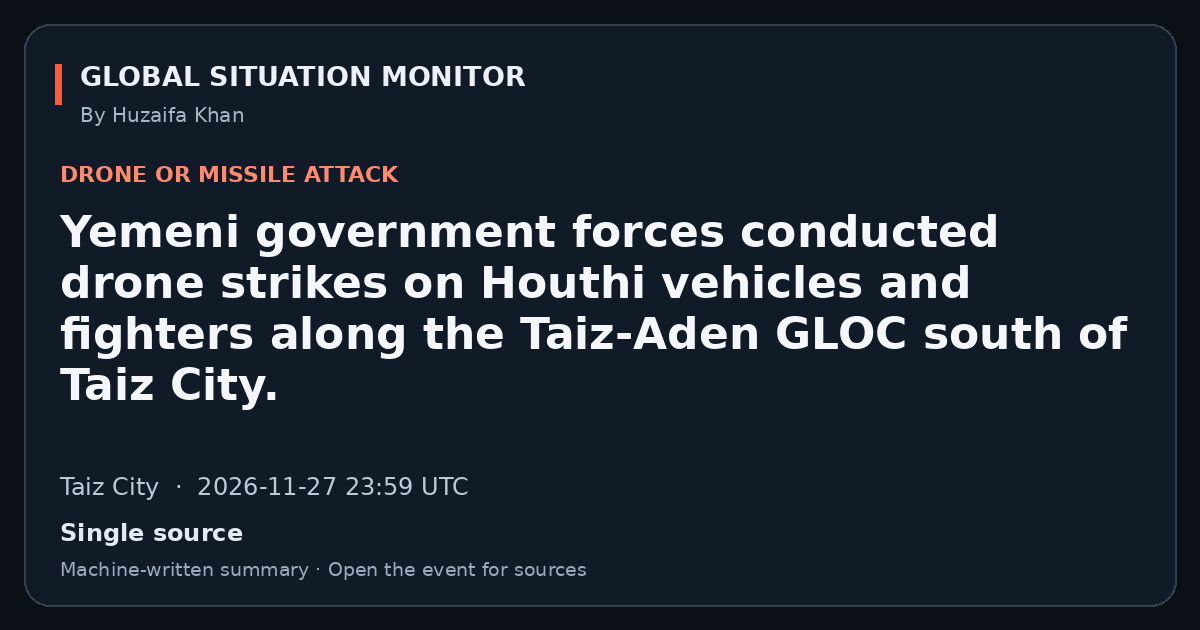 GLOBAL SITUATION MONITOR
By Huzaifa Khan
DRONE OR MISSILE ATTACK
Yemeni government forces conducted
drone strikes on Houthi vehicles and
fighters along the Taiz-Aden GLOC south of
Taiz City.
Taiz City · 2026-11-27 23:59 UTC
Single source
Machine-written summary · Open the event for sources